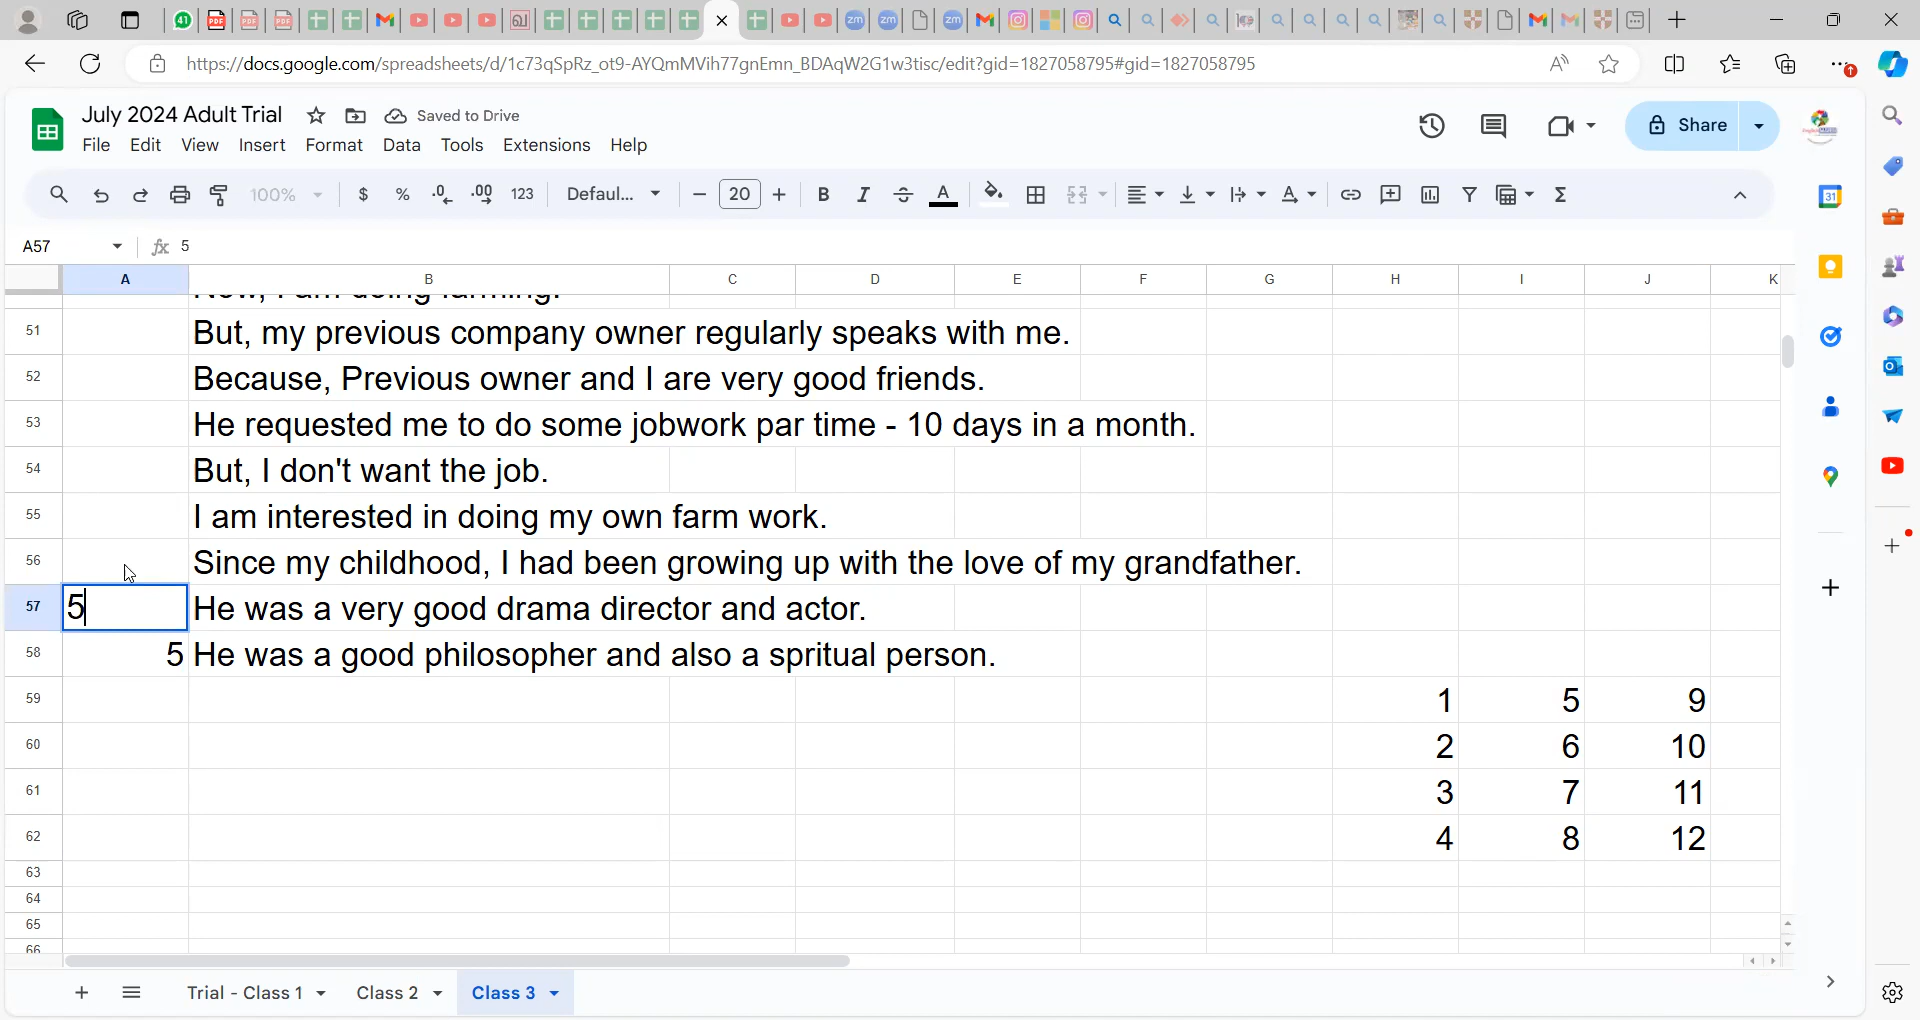 41
https://docs.google.com/spreadsheets/d/1c73qSpRz_ot9-AYQmMVih77gnEmn_BDAqW2G1w3tisc/edit?gid=1827058795#gid=1827058795
July 2024 Adult Trial
Saved to Drive
File Edit View Insert Format Data Tools Extensions Help
Share
100% $ % .0 .00 123 Defaul... 20 B I S A
A57 fx 5
A B C D E F G H I J K
Now, I am doing farming.
51 But, my previous company owner regularly speaks with me.
52 Because, Previous owner and I are very good friends.
53 He requested me to do some jobwork par time - 10 days in a month.
54 But, I don't want the job.
55 I am interested in doing my own farm work.
56 Since my childhood, I had been growing up with the love of my grandfather.
57 5 He was a very good drama director and actor.
58 5 He was a good philosopher and also a spritual person.
59 1 5 9
60 2 6 10
61 3 7 11
62 4 8 12
63
64
65
66
Trial - Class 1 Class 2 Class 3